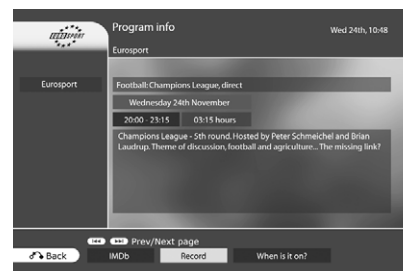 EUROSPORT
Program info
Wed 24th, 10:48
Eurosport
Eurosport
Football: Champions League, direct
Wednesday 24th November
20:00 - 23:15
03:15 hours
Champions League - 5th round. Hosted by Peter Schmeichel and Brian
Laudrup. Theme of discussion, football and agriculture... The missing link?
Prev/Next page
Back
IMDb
Record
When is it on?